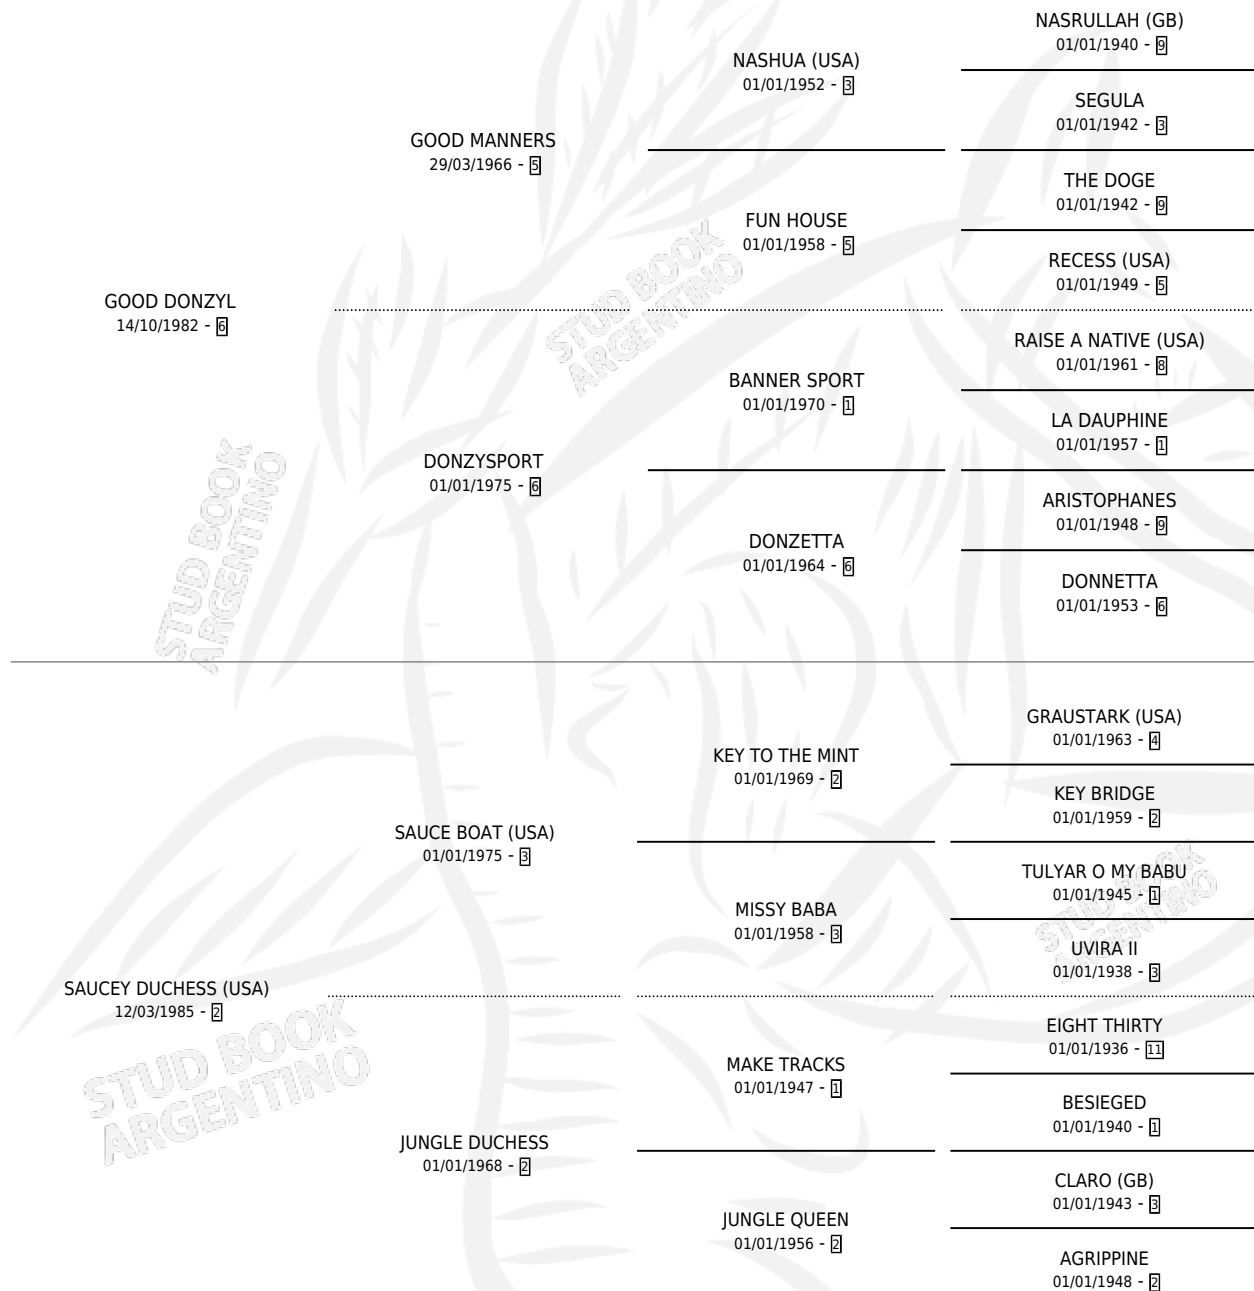 NASRULLAH (GB)
01/01/1940 - 9
NASHUA (USA)
01/01/1952 - 3
SEGULA
01/01/1942 - 3
GOOD MANNERS
29/03/1966 - 5
THE DOGE
01/01/1942 - 9
FUN HOUSE
01/01/1958 - 5
RECESS (USA)
01/01/1949 - 5
GOOD DONZYL
14/10/1982 - 6
RAISE A NATIVE (USA)
01/01/1961 - 8
BANNER SPORT
01/01/1970 - 1
LA DAUPHINE
01/01/1957 - 1
DONZYSPORT
01/01/1975 - 6
ARISTOPHANES
01/01/1948 - 9
DONZETTA
01/01/1964 - 6
DONNETTA
01/01/1953 - 6
GRAUSTARK (USA)
01/01/1963 - 4
KEY TO THE MINT
01/01/1969 - 2
KEY BRIDGE
01/01/1959 - 2
SAUCE BOAT (USA)
01/01/1975 - 3
TULYAR O MY BABU
01/01/1945 - 1
MISSY BABA
01/01/1958 - 3
UVIRA II
01/01/1938 - 3
SAUCEY DUCHESS (USA)
12/03/1985 - 2
EIGHT THIRTY
01/01/1936 - 11
MAKE TRACKS
01/01/1947 - 1
BESIEGED
01/01/1940 - 1
JUNGLE DUCHESS
01/01/1968 - 2
CLARO (GB)
01/01/1943 - 3
JUNGLE QUEEN
01/01/1956 - 2
AGRIPPINE
01/01/1948 - 2
STUD BOOK
ARGENTINO
STUD BOOK
ARGENTINO
STUD BOOK
ARGENTINO
STUD BOOK
ARGENTINO